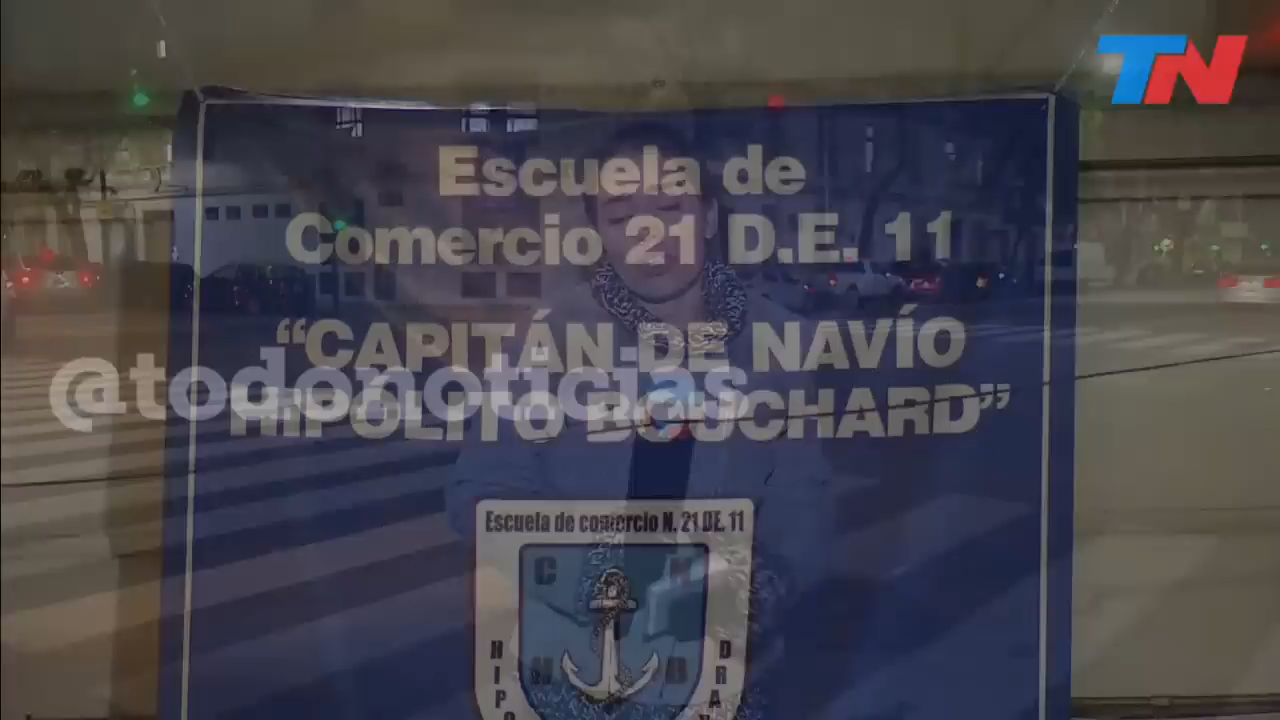 TN
Escuela de
Comercio 21 D.E. 11
“CAPITÁN DE NAVÍO
HIPÓLITO BOUCHARD”
@todonoticias
Escuela de comercio N. 21 DE. 11
C N
H B